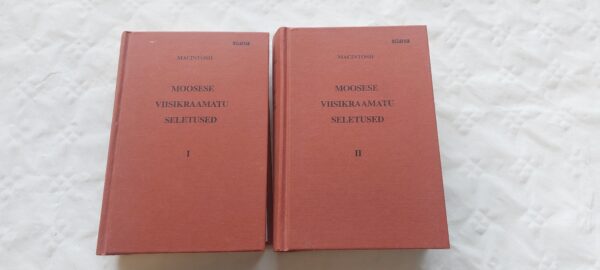 MACINTOSH
MOOSESE
VIISIKRAAMATU
SELETUSED
I
MACINTOSH
MOOSESE
VIISIKRAAMATU
SELETUSED
II